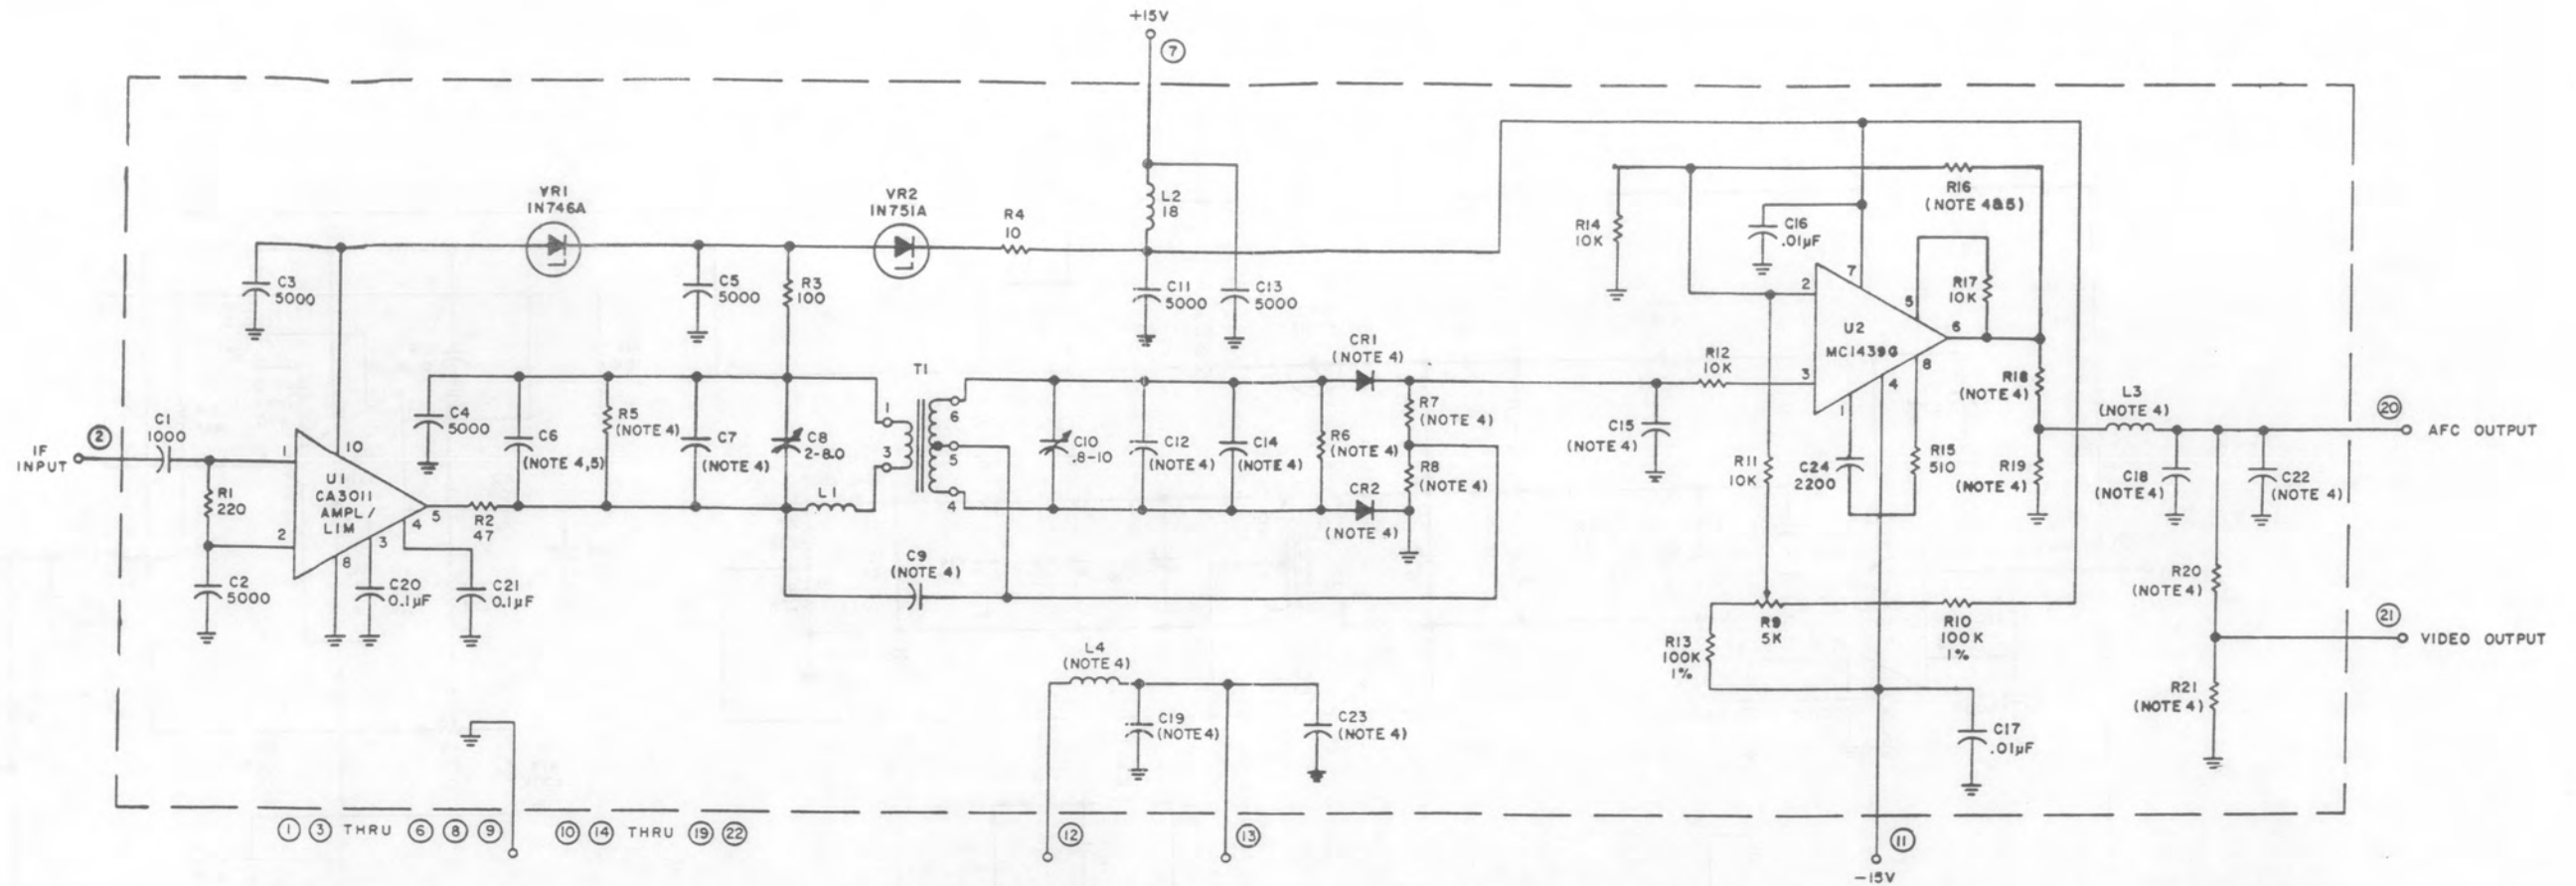 +15V
7
VR1
1N746A
VR2
1N751A
R4
10
L2
18
C3
5000
C5
5000
R3
100
C11
5000
C13
5000
R14
10K
R16
(NOTE 4&5)
C16
.01µF
R17
10K
7
2
5
6
U2
MC1439G
3
8
4
1
CR1
(NOTE 4)
R12
10K
T1
1
3
6
5
4
C4
5000
C6
(NOTE 4,5)
R5
(NOTE 4)
C7
(NOTE 4)
C8
2-8.0
L1
C10
.8-10
C12
(NOTE 4)
C14
(NOTE 4)
R6
(NOTE 4)
R7
(NOTE 4)
R8
(NOTE 4)
CR2
(NOTE 4)
C15
(NOTE 4)
R11
10K
C24
2200
R15
510
R18
(NOTE 4)
R19
(NOTE 4)
L3
(NOTE 4)
20
AFC OUTPUT
C18
(NOTE 4)
C22
(NOTE 4)
IF
INPUT
2
C1
1000
R1
220
1
10
U1
CA3011
AMPL/
LIM
5
4
3
2
8
R2
47
C2
5000
C20
0.1µF
C21
0.1µF
C9
(NOTE 4)
R9
5K
R10
100K
1%
R13
100K
1%
R20
(NOTE 4)
21
VIDEO OUTPUT
R21
(NOTE 4)
L4
(NOTE 4)
C19
(NOTE 4)
C23
(NOTE 4)
C17
.01µF
1 3 THRU 6 8 9 10 14 THRU 19 22
12
13
11
-15V